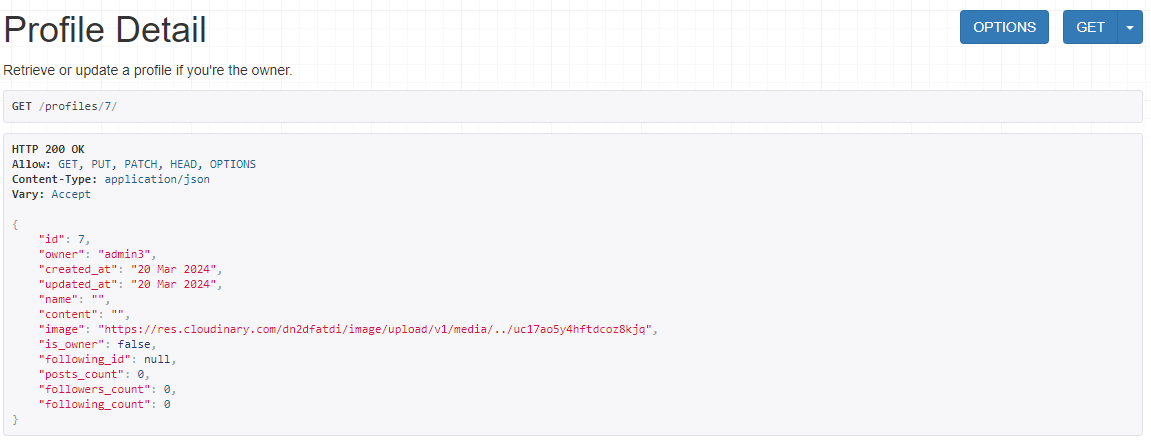 Profile Detail
OPTIONS
GET
Retrieve or update a profile if you're the owner.
GET /profiles/7/
HTTP 200 OK
Allow: GET, PUT, PATCH, HEAD, OPTIONS
Content-Type: application/json
Vary: Accept
{
"id": 7,
"owner": "admin3",
"created_at": "20 Mar 2024",
"updated_at": "20 Mar 2024",
"name": "",
"content": "",
"image": "https://res.cloudinary.com/dn2dfatdi/image/upload/v1/media/../uc17ao5y4hftdcoz8kjq",
"is_owner": false,
"following_id": null,
"posts_count": 0,
"followers_count": 0,
"following_count": 0
}